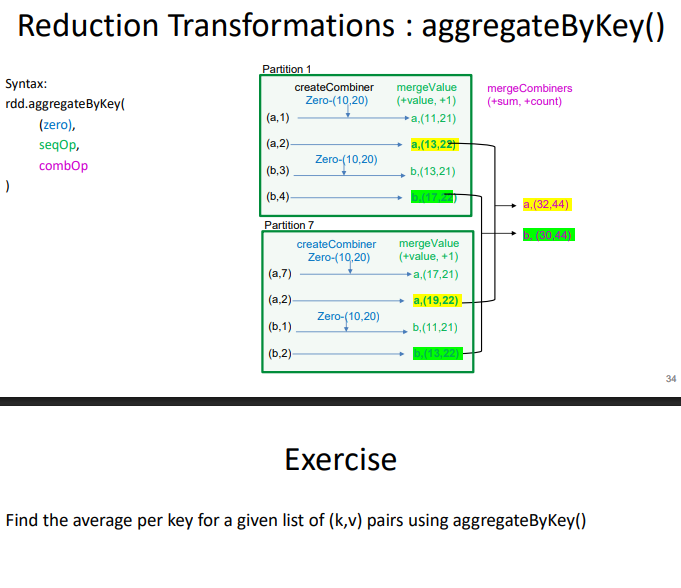 Reduction Transformations : aggregateByKey()
Syntax:
rdd.aggregateByKey(
(zero),
seqOp,
combOp
)
Partition 1
createCombiner mergeValue
Zero-(10,20) (+value, +1)
(a,1) a,(11,21)
(a,2) a,(13,22)
Zero-(10,20)
(b,3) b,(13,21)
(b,4) b,(17,22)
mergeCombiners
(+sum, +count)
a,(32,44)
b, (30,44)
Partition 7
createCombiner mergeValue
Zero-(10,20) (+value, +1)
(a,7) a,(17,21)
(a,2) a,(19,22)
Zero-(10,20)
(b,1) b,(11,21)
(b,2) b,(13,22)
34
Exercise
Find the average per key for a given list of (k,v) pairs using aggregateByKey()